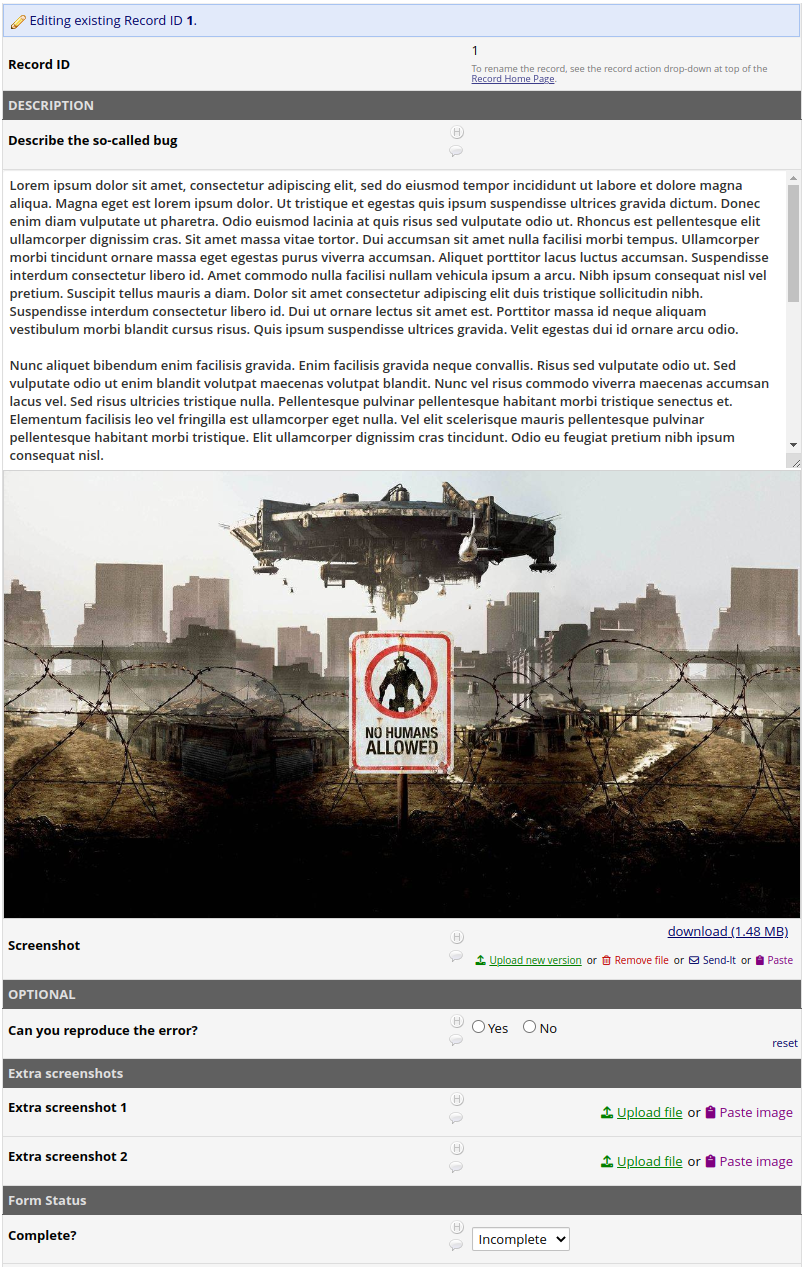 Editing existing Record ID 1.
Record ID
1
To rename the record, see the record action drop-down at top of the
Record Home Page.
DESCRIPTION
Describe the so-called bug
H
Lorem ipsum dolor sit amet, consectetur adipiscing elit, sed do eiusmod tempor incididunt ut labore et dolore magna
aliqua. Magna eget est lorem ipsum dolor. Ut tristique et egestas quis ipsum suspendisse ultrices gravida dictum. Donec
enim diam vulputate ut pharetra. Odio euismod lacinia at quis risus sed vulputate odio ut. Rhoncus est pellentesque elit
ullamcorper dignissim cras. Sit amet massa vitae tortor. Dui accumsan sit amet nulla facilisi morbi tempus. Ullamcorper
morbi tincidunt ornare massa eget egestas purus viverra accumsan. Aliquet porttitor lacus luctus accumsan. Suspendisse
interdum consectetur libero id. Amet commodo nulla facilisi nullam vehicula ipsum a arcu. Nibh ipsum consequat nisl vel
pretium. Suscipit tellus mauris a diam. Dolor sit amet consectetur adipiscing elit duis tristique sollicitudin nibh.
Suspendisse interdum consectetur libero id. Dui ut ornare lectus sit amet est. Porttitor massa id neque aliquam
vestibulum morbi blandit cursus risus. Quis ipsum suspendisse ultrices gravida. Velit egestas dui id ornare arcu odio.
Nunc aliquet bibendum enim facilisis gravida. Enim facilisis gravida neque convallis. Risus sed vulputate odio ut. Sed
vulputate odio ut enim blandit volutpat maecenas volutpat blandit. Nunc vel risus commodo viverra maecenas accumsan
lacus vel. Sed risus ultricies tristique nulla. Pellentesque pulvinar pellentesque habitant morbi tristique senectus et.
Elementum facilisis leo vel fringilla est ullamcorper eget nulla. Vel elit scelerisque mauris pellentesque pulvinar
pellentesque habitant morbi tristique. Elit ullamcorper dignissim cras tincidunt. Odio eu feugiat pretium nibh ipsum
consequat nisl.
NO HUMANS
ALLOWED
Screenshot
H
download (1.48 MB)
Upload new version or Remove file or Send-It or Paste
OPTIONAL
Can you reproduce the error?
H
Yes No
reset
Extra screenshots
Extra screenshot 1
H
Upload file or Paste image
Extra screenshot 2
H
Upload file or Paste image
Form Status
Complete?
H
Incomplete